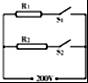 R₁ S₁
R₂ S₂
200V